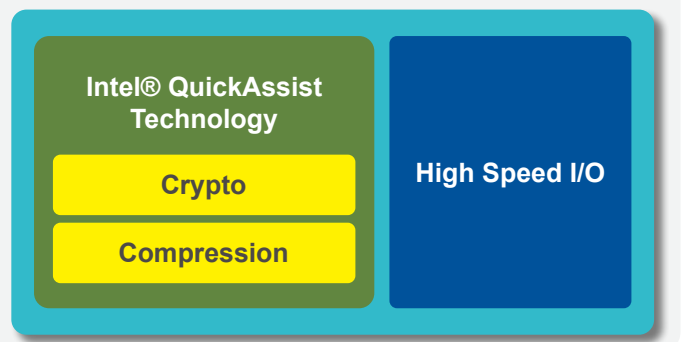 Intel® QuickAssist
Technology
Crypto
Compression
High Speed I/O